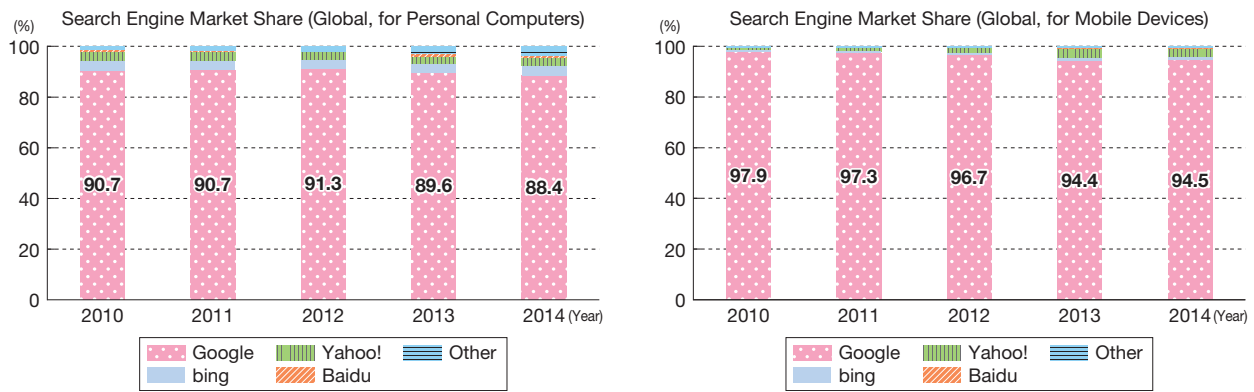 Search Engine Market Share (Global, for Personal Computers)
(%)
100
80
60
40
20
0
90.7
90.7
91.3
89.6
88.4
2010
2011
2012
2013
2014 (Year)
Google
Yahoo!
Other
bing
Baidu
Search Engine Market Share (Global, for Mobile Devices)
(%)
100
80
60
40
20
0
97.9
97.3
96.7
94.4
94.5
2010
2011
2012
2013
2014 (Year)
Google
Yahoo!
Other
bing
Baidu